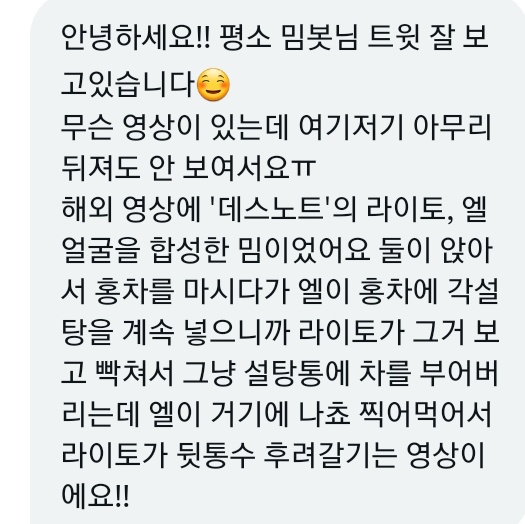 안녕하세요!! 평소 밈봇님 트윗 잘 보
고있습니다😊
무슨 영상이 있는데 여기저기 아무리
뒤져도 안 보여서요ㅠ
해외 영상에 '데스노트'의 라이토, 엘
얼굴을 합성한 밈이었어요 둘이 앉아
서 홍차를 마시다가 엘이 홍차에 각설
탕을 계속 넣으니까 라이토가 그거 보
고 빡쳐서 그냥 설탕통에 차를 부어버
리는데 엘이 거기에 나쵸 찍어먹어서
라이토가 뒷통수 후려갈기는 영상이
에요!!